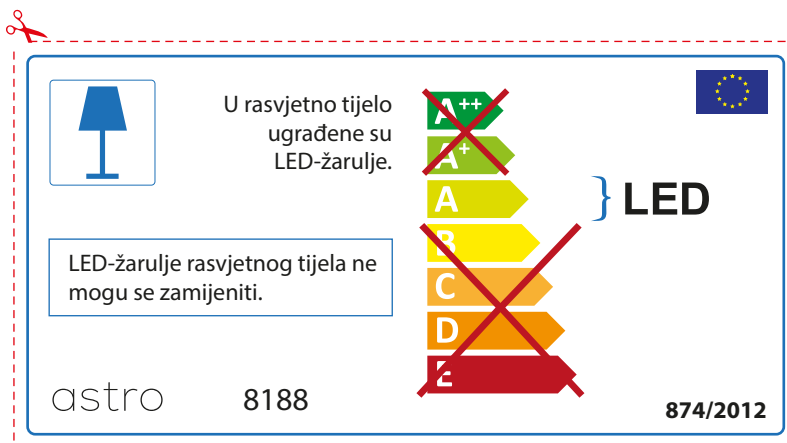 U rasvjetno tijelo
ugrađene su
LED-žarulje.
LED-žarulje rasvjetnog tijela ne
mogu se zamijeniti.
A++
A+
A
B
C
D
E
LED
astro
8188
874/2012